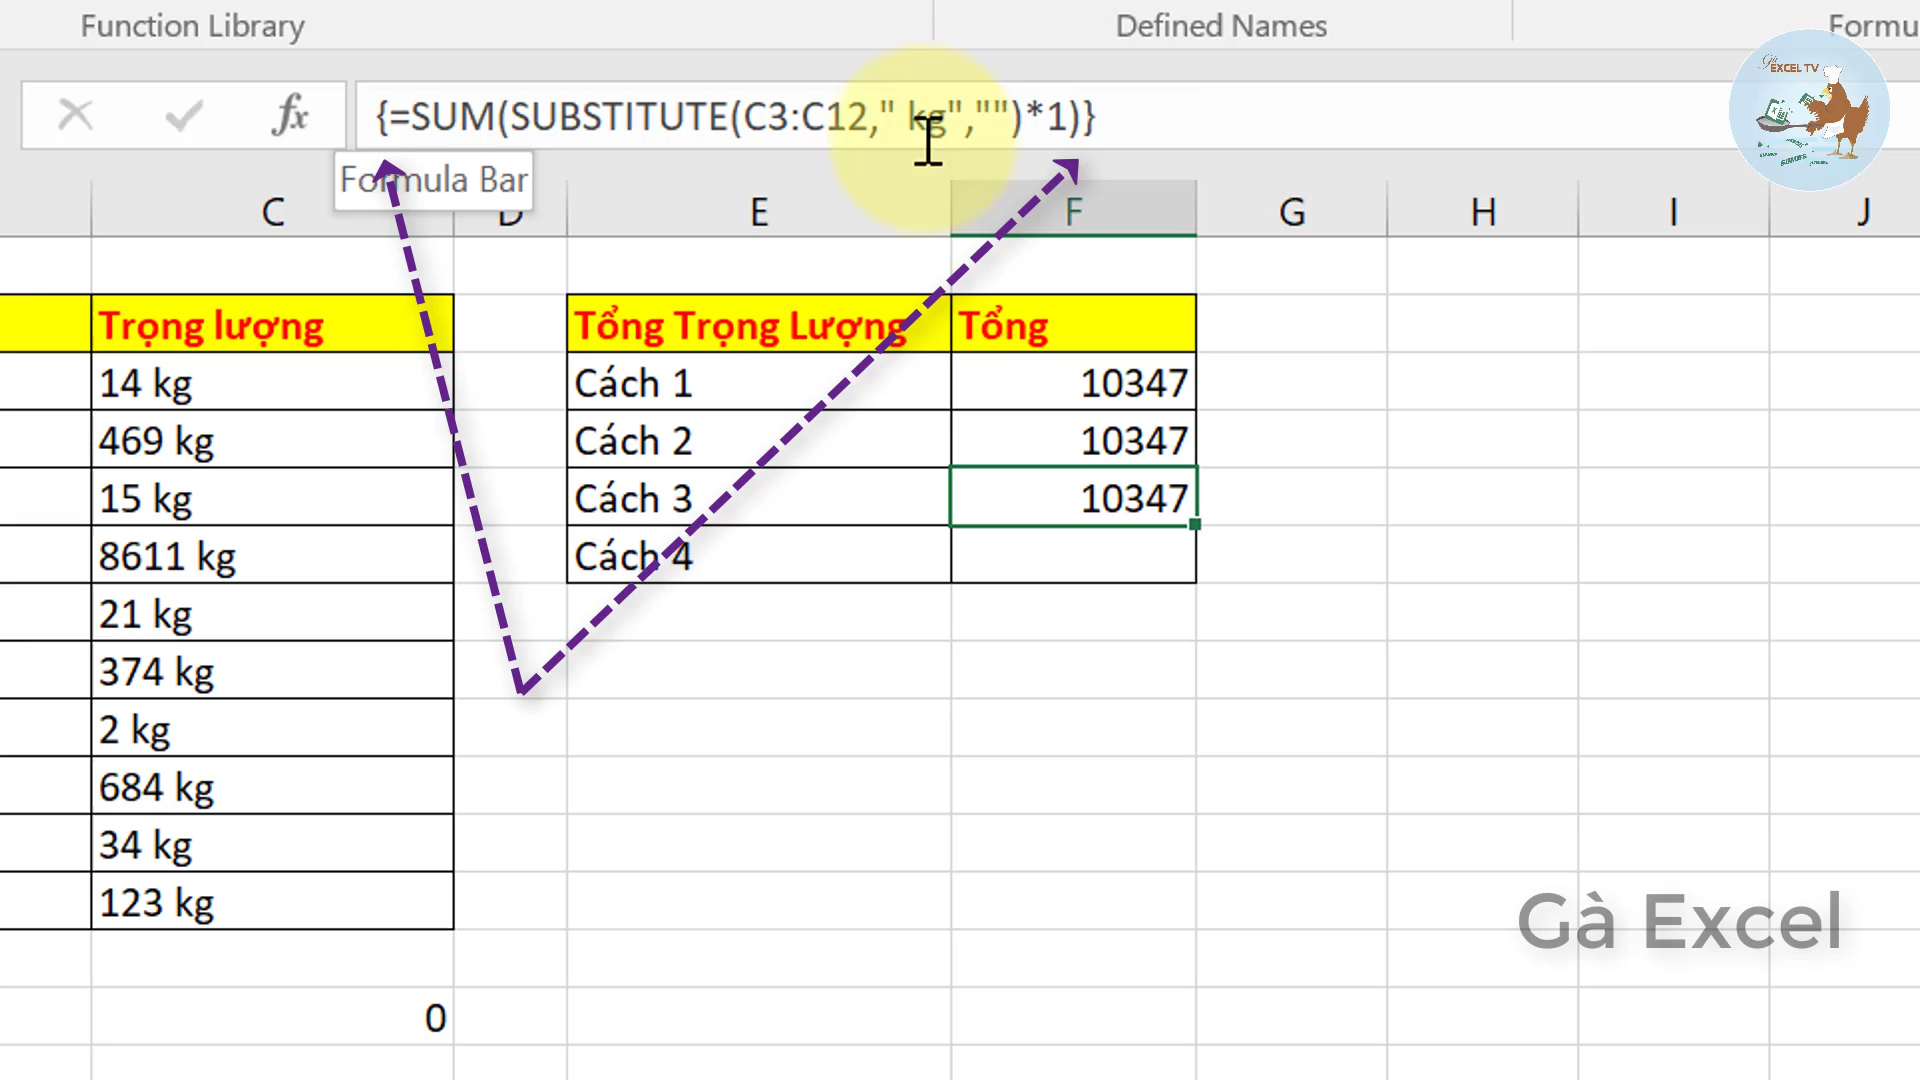 Function Library
Defined Names
Formu
Gà
EXCEL TV
fx
{=SUM(SUBSTITUTE(C3:C12," kg","")*1)}
Formula Bar
C D E F G H I J
Trọng lượng Tổng Trọng Lượng Tổng
14 kg Cách 1 10347
469 kg Cách 2 10347
15 kg Cách 3 10347
8611 kg Cách 4
21 kg
374 kg
2 kg
684 kg
34 kg
123 kg
Gà Excel
0